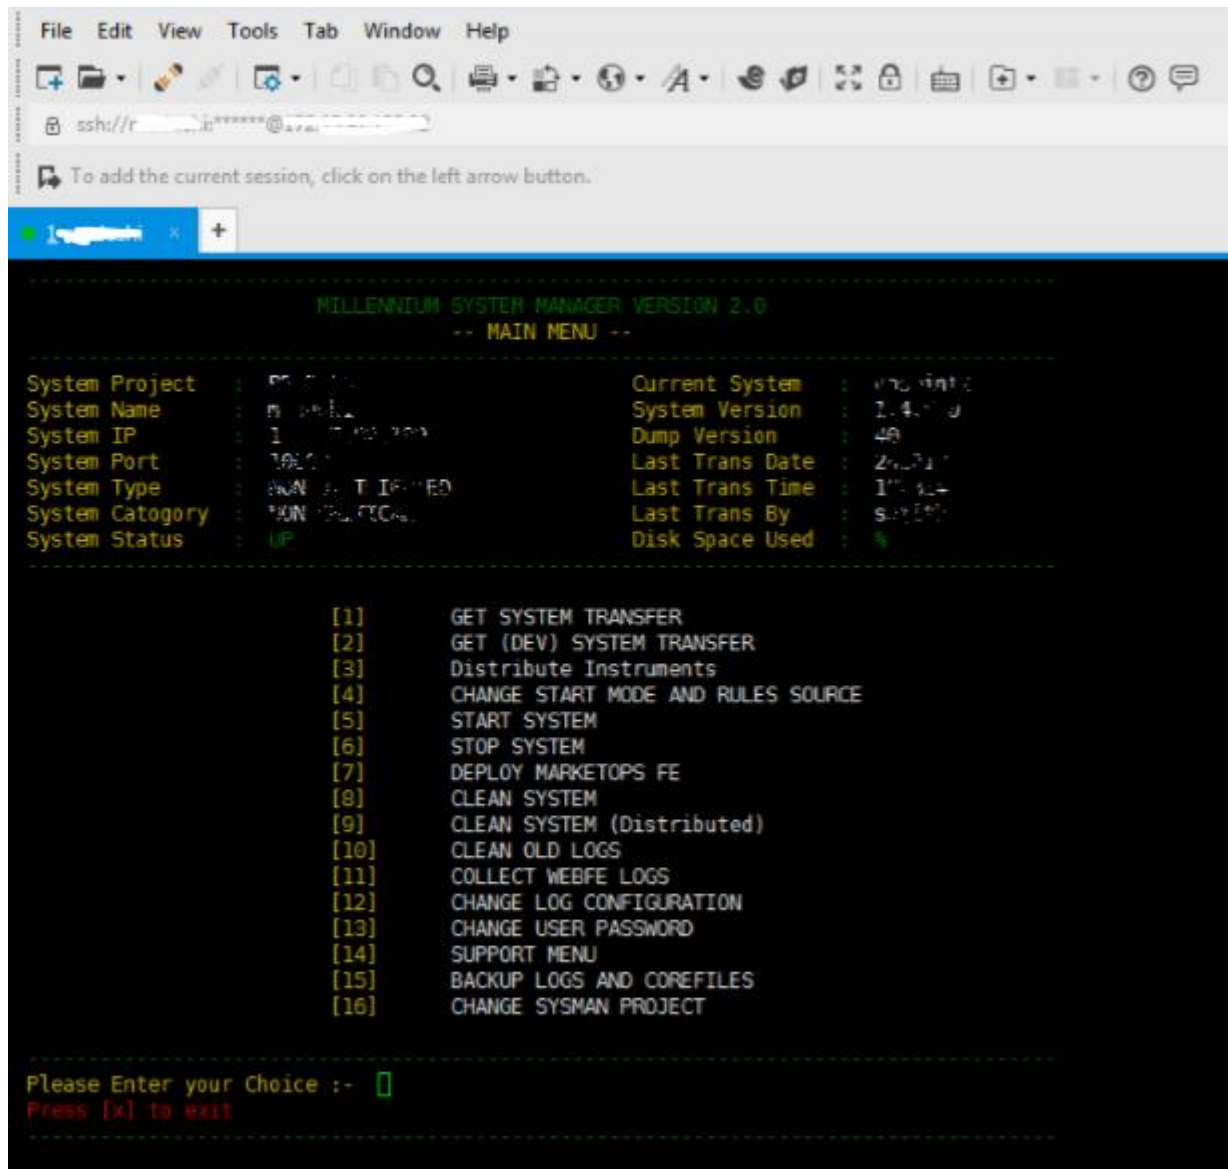 File Edit View Tools Tab Window Help
ssh://
To add the current session, click on the left arrow button.
+
MILLENNIUM SYSTEM MANAGER VERSION 2.0
-- MAIN MENU --
System Project : Current System :
System Name : System Version :
System IP : Dump Version : 40
System Port : Last Trans Date :
System Type : Last Trans Time :
System Catogory : Last Trans By :
System Status : UP Disk Space Used : %
[1] GET SYSTEM TRANSFER
[2] GET (DEV) SYSTEM TRANSFER
[3] Distribute Instruments
[4] CHANGE START MODE AND RULES SOURCE
[5] START SYSTEM
[6] STOP SYSTEM
[7] DEPLOY MARKETOPS FE
[8] CLEAN SYSTEM
[9] CLEAN SYSTEM (Distributed)
[10] CLEAN OLD LOGS
[11] COLLECT WEBFE LOGS
[12] CHANGE LOG CONFIGURATION
[13] CHANGE USER PASSWORD
[14] SUPPORT MENU
[15] BACKUP LOGS AND COREFILES
[16] CHANGE SYSMAN PROJECT
Please Enter your Choice :-
Press [x] to exit